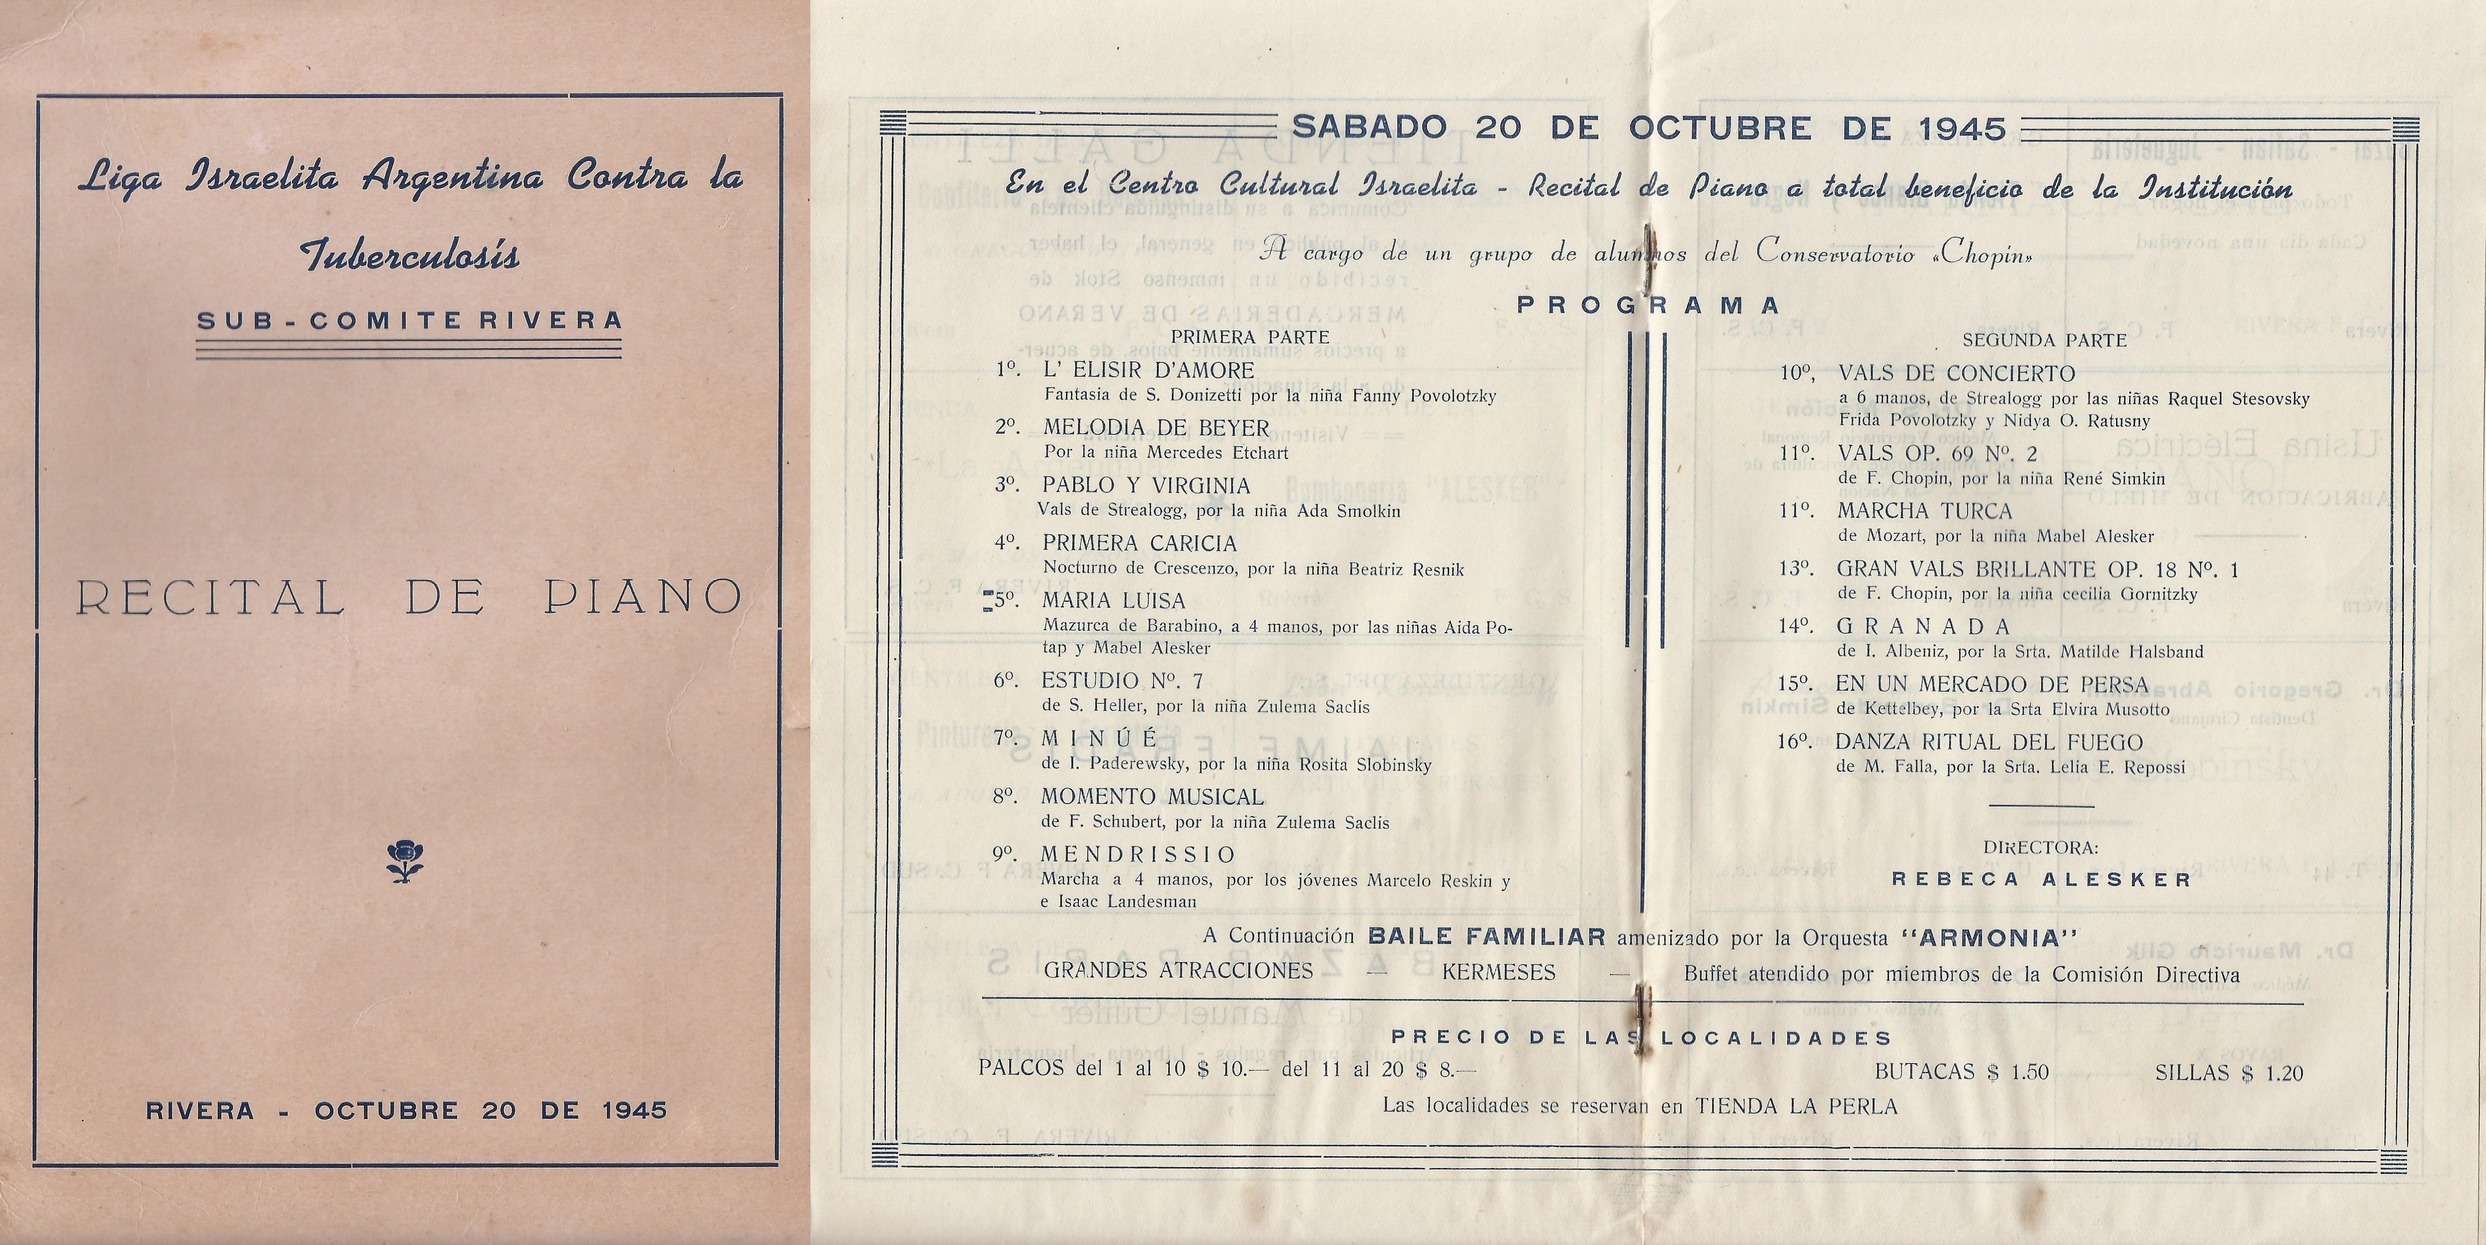 Liga Israelita Argentina Contra la
Tuberculosís
SUB - COMITE RIVERA
RECITAL DE PIANO
RIVERA - OCTUBRE 20 DE 1945
SABADO 20 DE OCTUBRE DE 1945
En el Centro Cultural Israelita - Recital de Piano a total beneficio de la Institución
A cargo de un grupo de alumnos del Conservatorio «Chopin»
PROGRAMA
PRIMERA PARTE
1º. L' ELISIR D'AMORE
Fantasia de S. Donizetti por la niña Fanny Povolotzky
2º. MELODIA DE BEYER
Por la niña Mercedes Etchart
3º. PABLO Y VIRGINIA
Vals de Strealogg, por la niña Ada Smolkin
4º. PRIMERA CARICIA
Nocturno de Crescenzo, por la niña Beatriz Resnik
5º. MARIA LUISA
Mazurca de Barabino, a 4 manos, por las niñas Aida Po-
tap y Mabel Alesker
6º. ESTUDIO Nº. 7
de S. Heller, por la niña Zulema Saclis
7º. MINÚÉ
de I. Paderewsky, por la niña Rosita Slobinsky
8º. MOMENTO MUSICAL
de F. Schubert, por la niña Zulema Saclis
9º. MENDRISSIO
Marcha a 4 manos, por los jóvenes Marcelo Reskin y
e Isaac Landesman
SEGUNDA PARTE
10º, VALS DE CONCIERTO
a 6 manos, de Strealogg por las niñas Raquel Stesovsky
Frida Povolotzky y Nidya O. Ratusny
11º. VALS OP. 69 Nº. 2
de F. Chopin, por la niña René Simkin
11º. MARCHA TURCA
de Mozart, por la niña Mabel Alesker
13º. GRAN VALS BRILLANTE OP. 18 Nº. 1
de F. Chopin, por la niña cecilia Gornitzky
14º. GRANADA
de I. Albeniz, por la Srta. Matilde Halsband
15º. EN UN MERCADO DE PERSA
de Kettelbey, por la Srta Elvira Musotto
16º. DANZA RITUAL DEL FUEGO
de M. Falla, por la Srta. Lelia E. Repossi
DIRECTORA:
REBECA ALESKER
A Continuación BAILE FAMILIAR amenizado por la Orquesta "ARMONIA"
GRANDES ATRACCIONES — KERMESES — Buffet atendido por miembros de la Comisión Directiva
PRECIO DE LAS LOCALIDADES
PALCOS del 1 al 10 $ 10.— del 11 al 20 $ 8.— BUTACAS $ 1.50 SILLAS $ 1.20
Las localidades se reservan en TIENDA LA PERLA